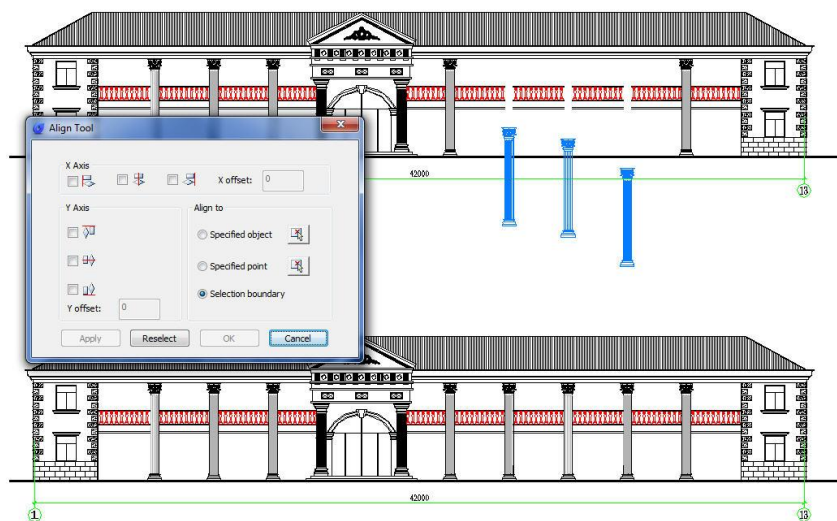 Align Tool
X Axis
X offset:
0
42000
13
Y Axis
Align to
Specified object
Specified point
Selection boundary
Y offset:
0
Apply
Reselect
OK
Cancel
42000
1
13